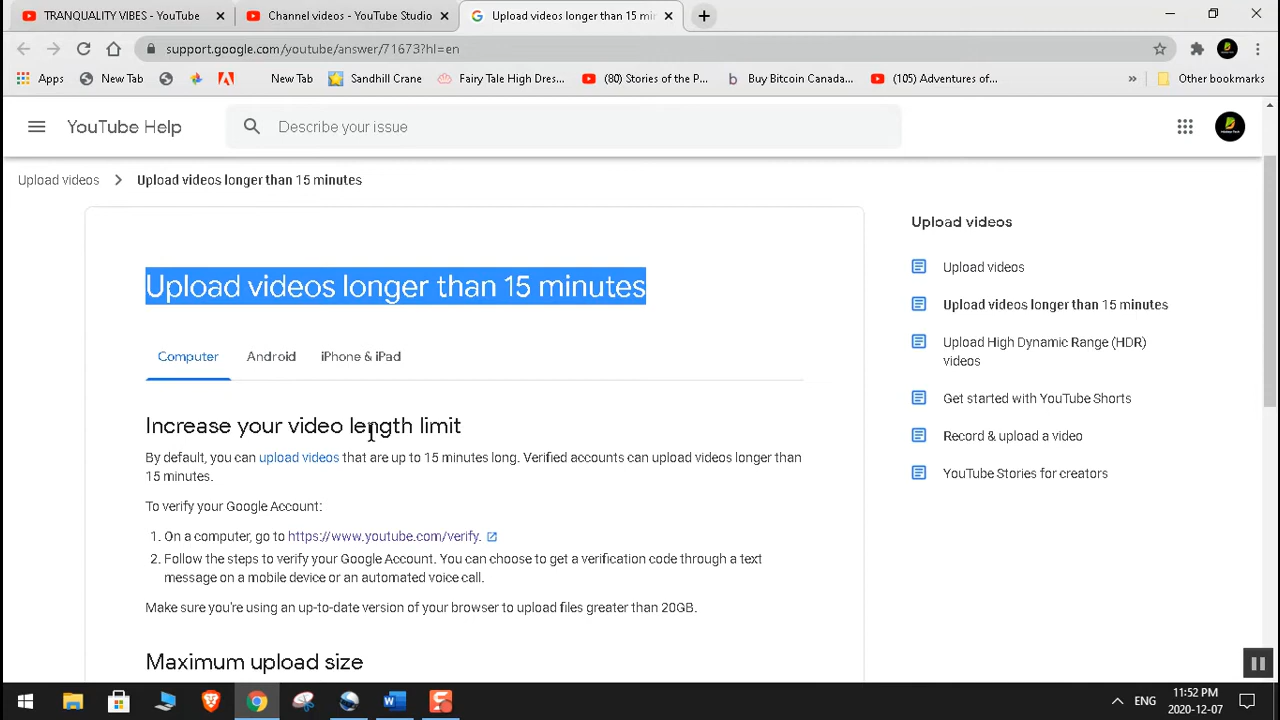 TRANQUALITY VIBES - YouTube
Channel videos - YouTube Studio
Upload videos longer than 15 min
support.google.com/youtube/answer/71673?hl=en
Apps
New Tab
New Tab
Sandhill Crane
Fairy Tale High Dres...
(80) Stories of the P...
Buy Bitcoin Canada...
(105) Adventures of...
»
Other bookmarks
YouTube Help
Describe your issue
Upload videos > Upload videos longer than 15 minutes
Upload videos longer than 15 minutes
Computer
Android
iPhone & iPad
Increase your video length limit
By default, you can upload videos that are up to 15 minutes long. Verified accounts can upload videos longer than
15 minutes.
To verify your Google Account:
1. On a computer, go to https://www.youtube.com/verify.
2. Follow the steps to verify your Google Account. You can choose to get a verification code through a text
message on a mobile device or an automated voice call.
Make sure you're using an up-to-date version of your browser to upload files greater than 20GB.
Maximum upload size
Upload videos
Upload videos
Upload videos longer than 15 minutes
Upload High Dynamic Range (HDR)
videos
Get started with YouTube Shorts
Record & upload a video
YouTube Stories for creators
ENG
11:52 PM
2020-12-07